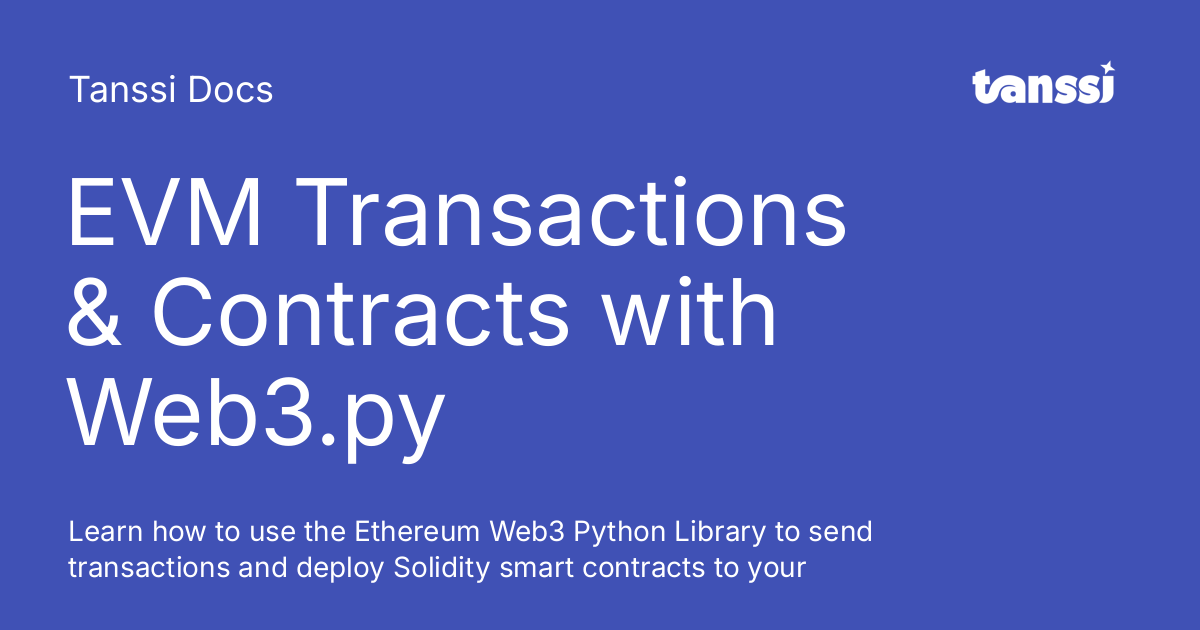 Tanssi Docs
tanssi
EVM Transactions
& Contracts with
Web3.py
Learn how to use the Ethereum Web3 Python Library to send
transactions and deploy Solidity smart contracts to your